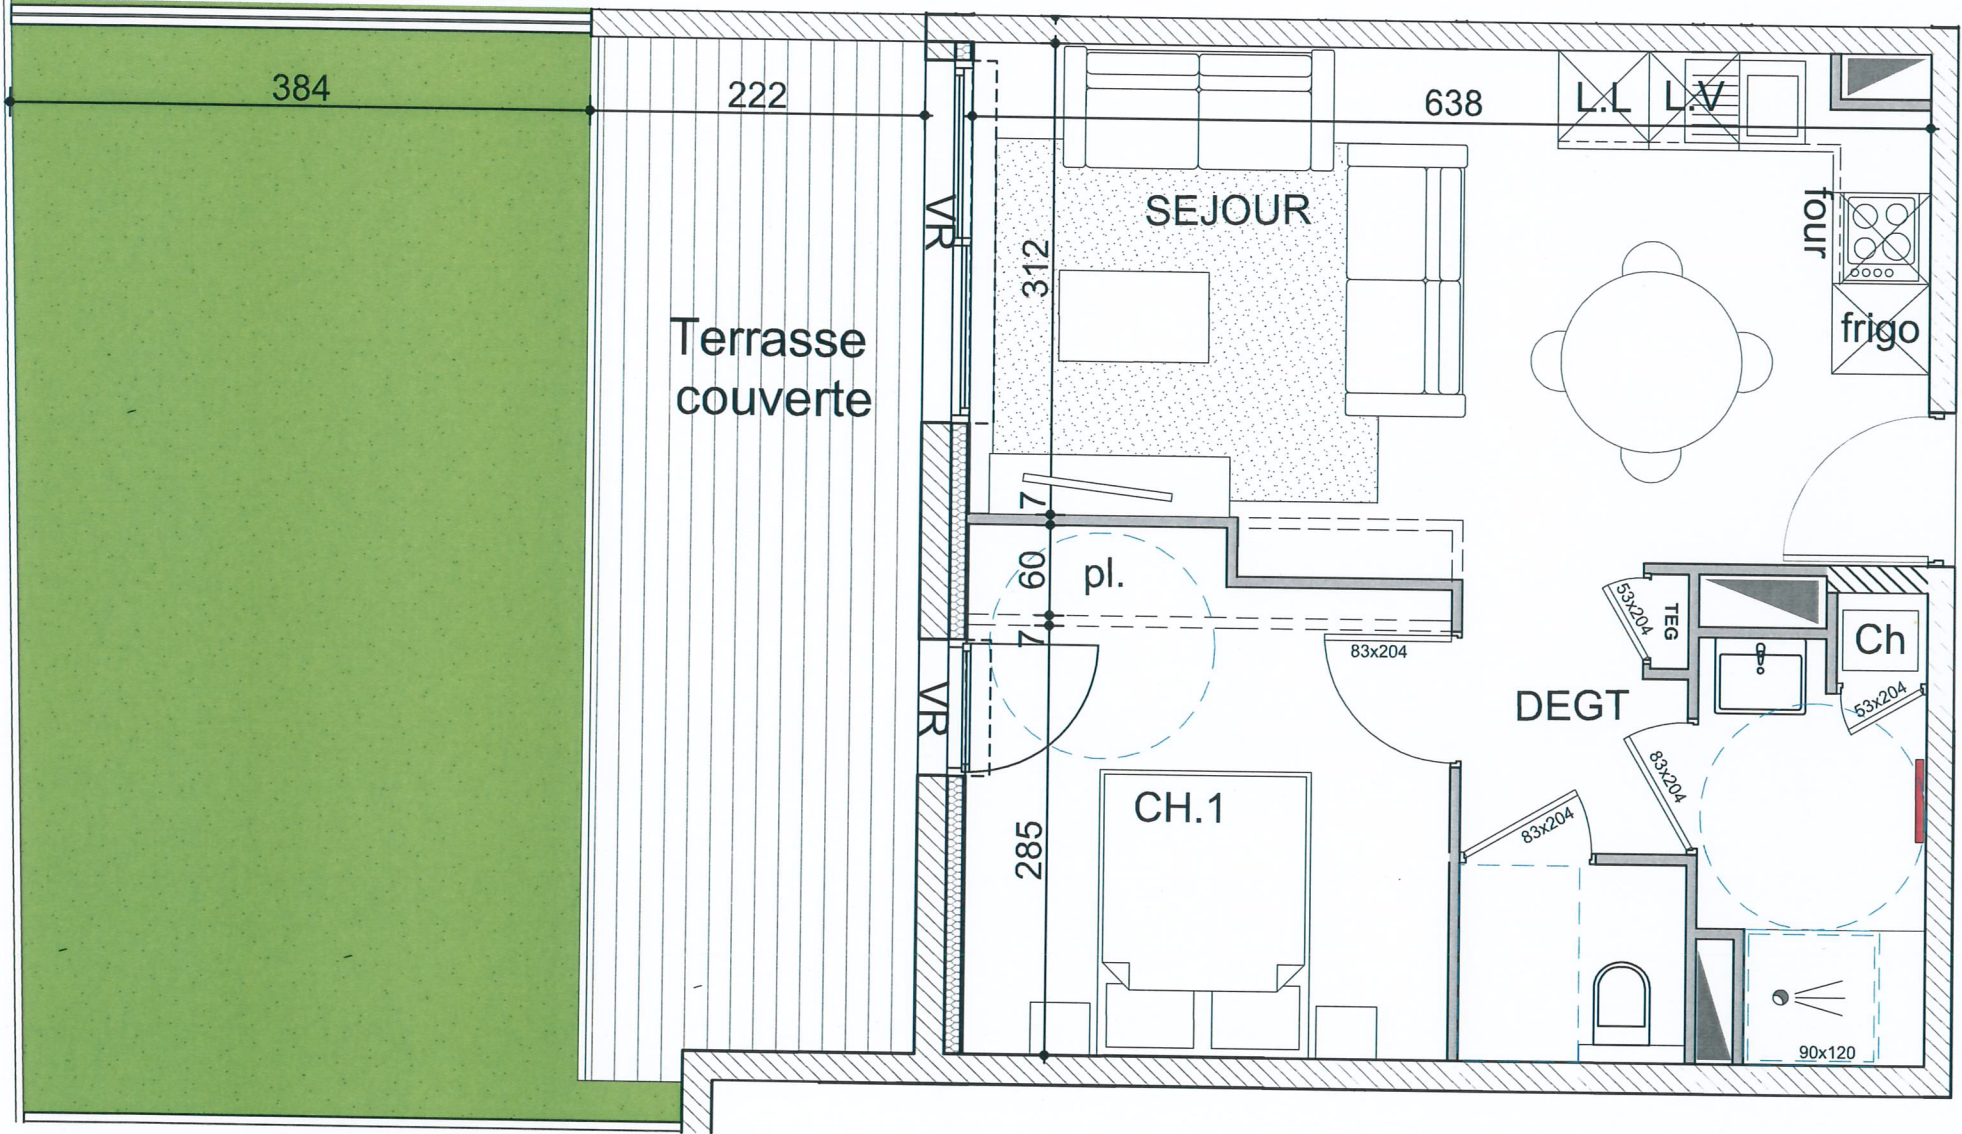 384
222
638
L.L
L.V
VR
SEJOUR
312
four
frigo
Terrasse
couverte
7
60
pl.
7
83x204
53x204
TEG
Ch
53x204
DEGT
VR
83x204
83x204
CH.1
285
90x120